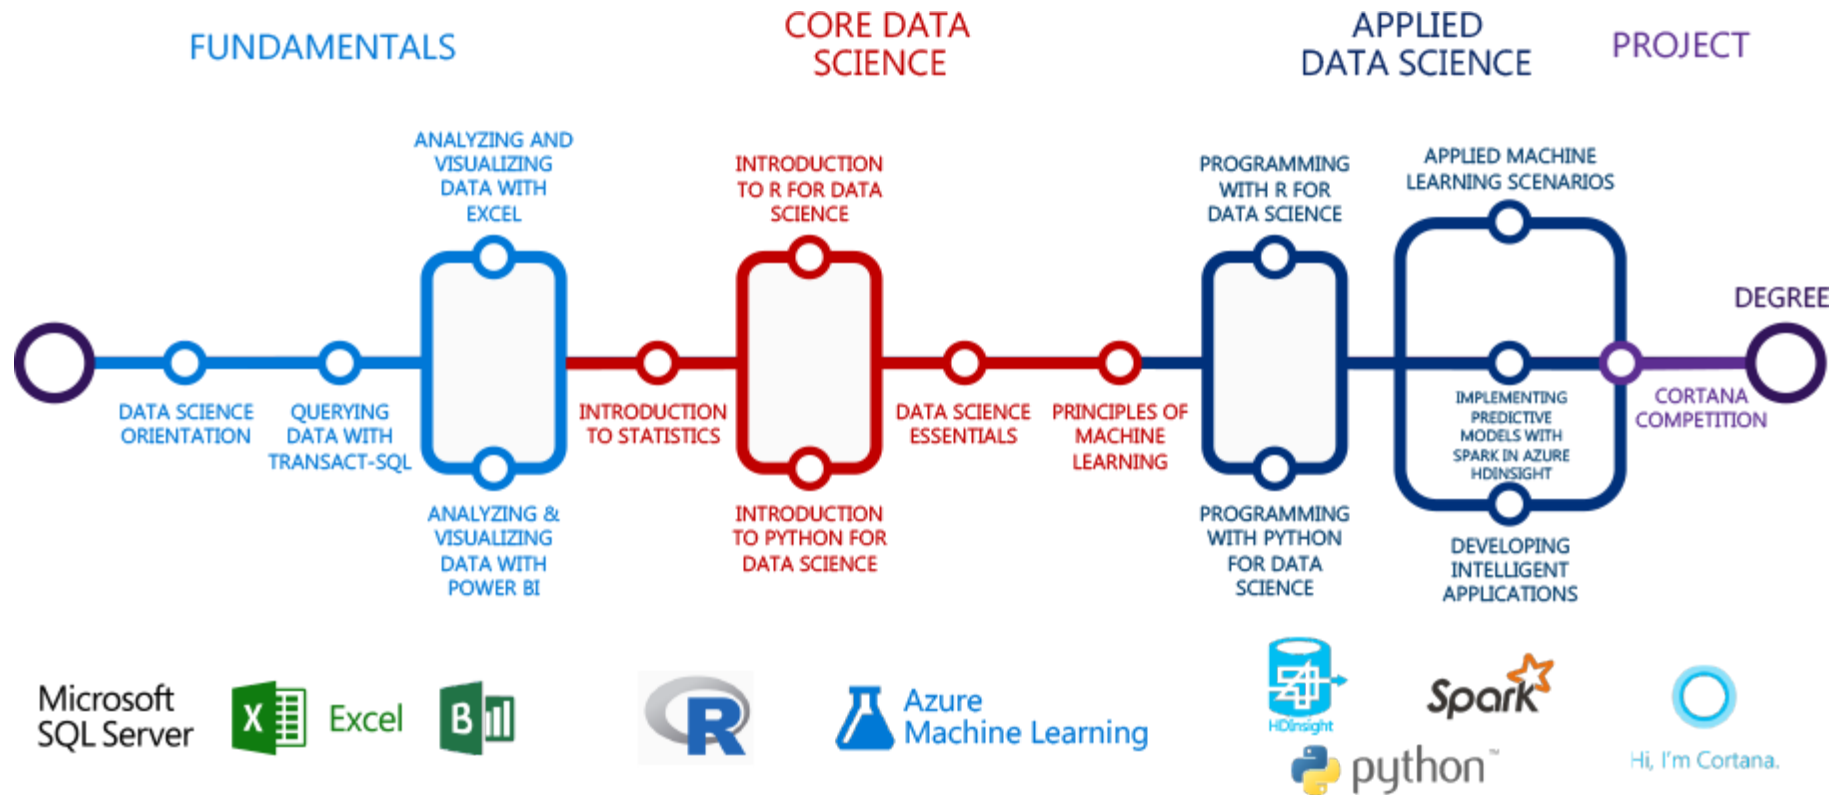 FUNDAMENTALS
CORE DATA
SCIENCE
APPLIED
DATA SCIENCE
PROJECT
ANALYZING AND
VISUALIZING
DATA WITH
EXCEL
INTRODUCTION
TO R FOR DATA
SCIENCE
PROGRAMMING
WITH R FOR
DATA SCIENCE
APPLIED MACHINE
LEARNING SCENARIOS
DEGREE
DATA SCIENCE
ORIENTATION
QUERYING
DATA WITH
TRANSACT-SQL
INTRODUCTION
TO STATISTICS
DATA SCIENCE
ESSENTIALS
PRINCIPLES OF
MACHINE
LEARNING
IMPLEMENTING
PREDICTIVE
MODELS WITH
SPARK IN AZURE
HDINSIGHT
CORTANA
COMPETITION
ANALYZING &
VISUALIZING
DATA WITH
POWER BI
INTRODUCTION
TO PYTHON FOR
DATA SCIENCE
PROGRAMMING
WITH PYTHON
FOR DATA
SCIENCE
DEVELOPING
INTELLIGENT
APPLICATIONS
Microsoft
SQL Server
X
Excel
B
R
Azure
Machine Learning
HDInsight
Spark
python™
Hi, I'm Cortana.